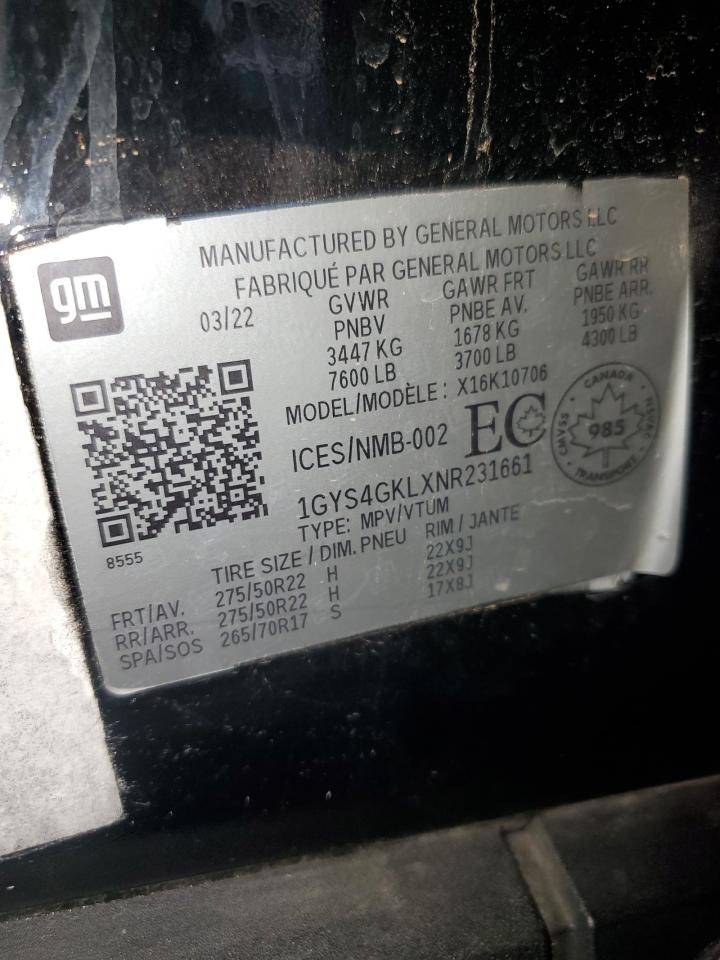 gm
MANUFACTURED BY GENERAL MOTORS LLC
FABRIQUÉ PAR GENERAL MOTORS LLC
03/22
GVWR GAWR FRT GAWR RR
PNBV PNBE AV. PNBE ARR.
3447 KG 1678 KG 1950 KG
7600 LB 3700 LB 4300 LB
MODEL/MODÈLE: X16K10706
ICES/NMB-002 EC
CANADA
CMVSS 985 NSVAC
TRANSPORT
1GYS4GKLXNR231661
TYPE: MPV/VTUM
8555
TIRE SIZE / DIM. PNEU RIM / JANTE
FRT/AV. 275/50R22 H 22X9J
RR/ARR. 275/50R22 H 22X9J
SPA/SOS 265/70R17 S 17X8J